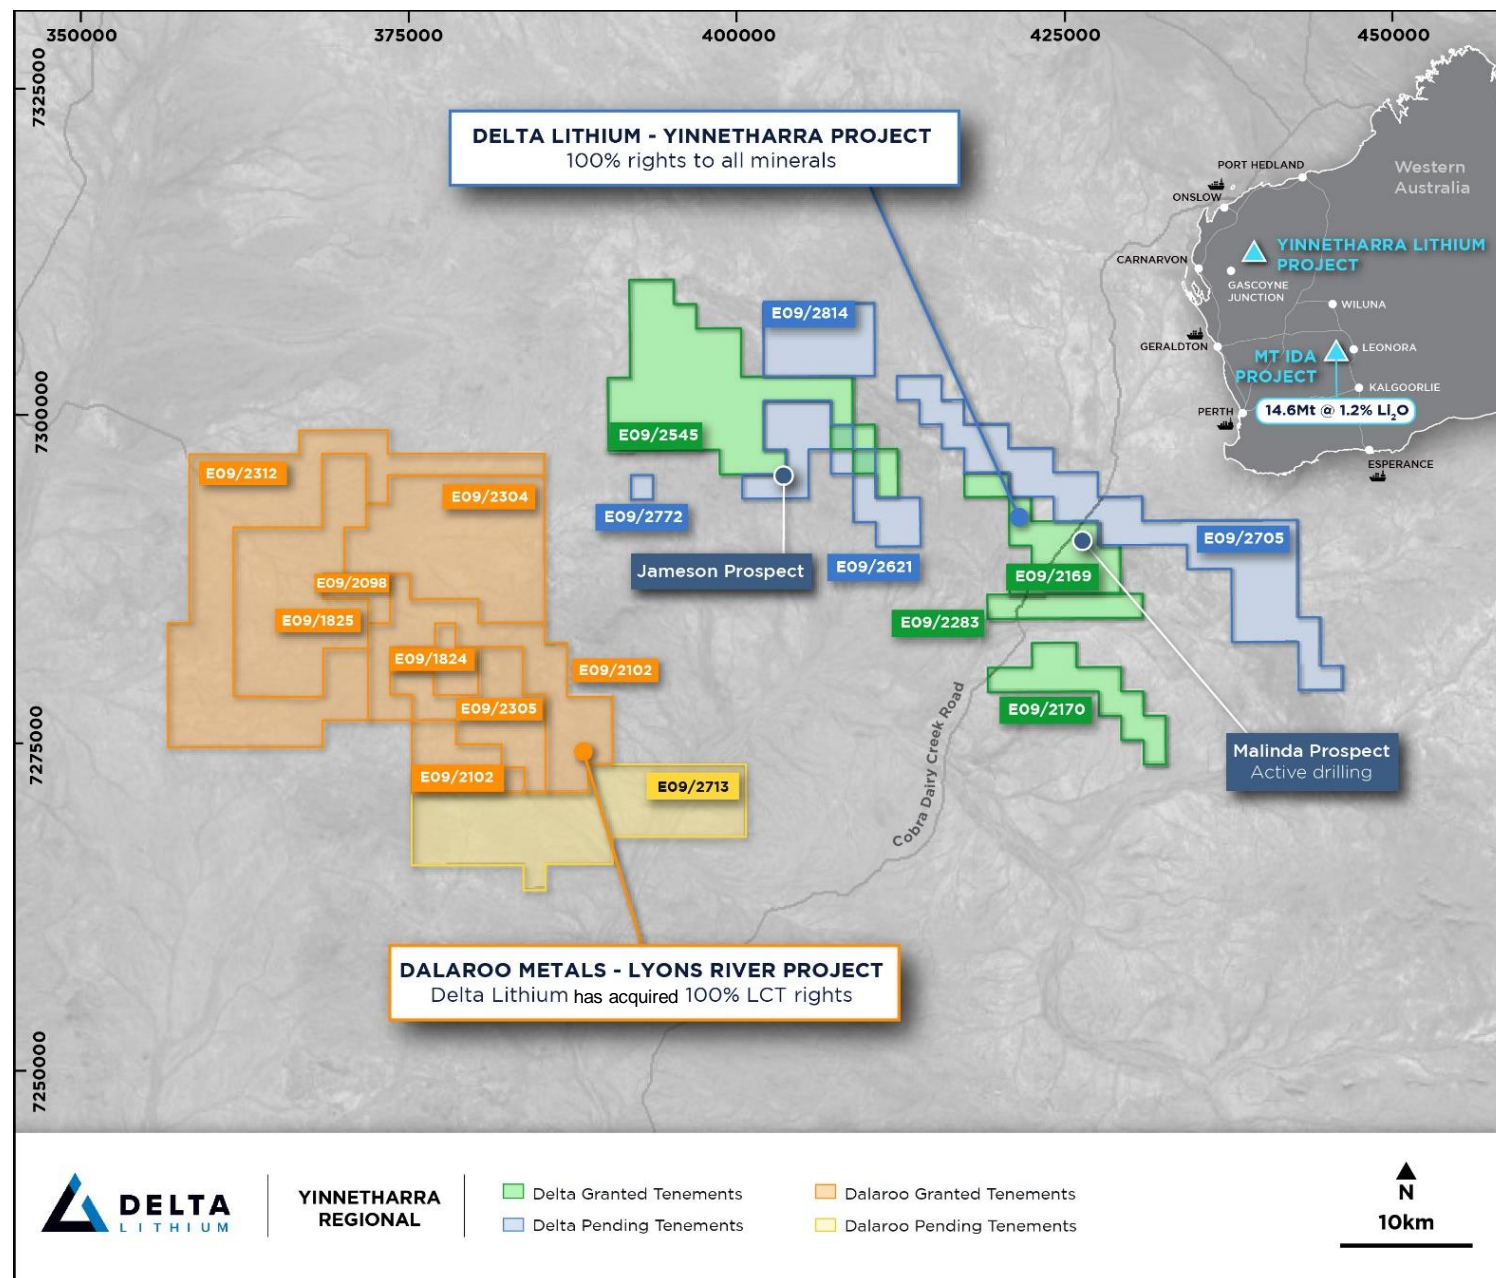 350000
375000
400000
425000
450000
7325000
7300000
7275000
7250000
DELTA LITHIUM - YINNETHARRA PROJECT
100% rights to all minerals
Western
Australia
PORT HEDLAND
ONSLOW
CARNARVON
YINNETHARRA LITHIUM
PROJECT
GASCOYNE
JUNCTION
WILUNA
GERALDTON
LEONORA
MT IDA
PROJECT
KALGOORLIE
PERTH
14.6Mt @ 1.2% Li₂O
ESPERANCE
E09/2814
E09/2545
E09/2312
E09/2304
E09/2772
E09/2705
Jameson Prospect
E09/2621
E09/2169
E09/2098
E09/1825
E09/2283
E09/1824
E09/2102
E09/2305
E09/2170
Cobra Dairy Creek Road
Malinda Prospect
Active drilling
E09/2102
E09/2713
DALAROO METALS - LYONS RIVER PROJECT
Delta Lithium has acquired 100% LCT rights
DELTA
LITHIUM
YINNETHARRA
REGIONAL
Delta Granted Tenements
Delta Pending Tenements
Dalaroo Granted Tenements
Dalaroo Pending Tenements
N
10km